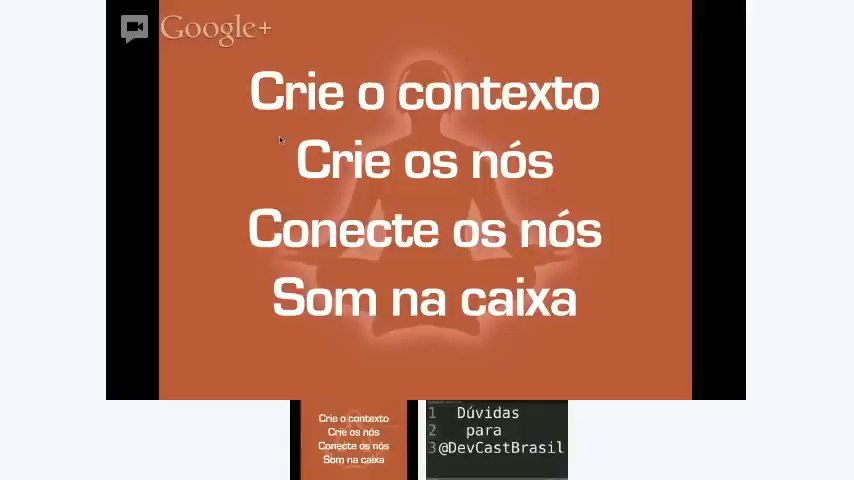 Google+
Crie o contexto
Crie os nós
Conecte os nós
Som na caixa
Crie o contexto
Crie os nós
Conecte os nós
Som na caixa
1 Dúvidas
2 para
3 @DevCastBrasil